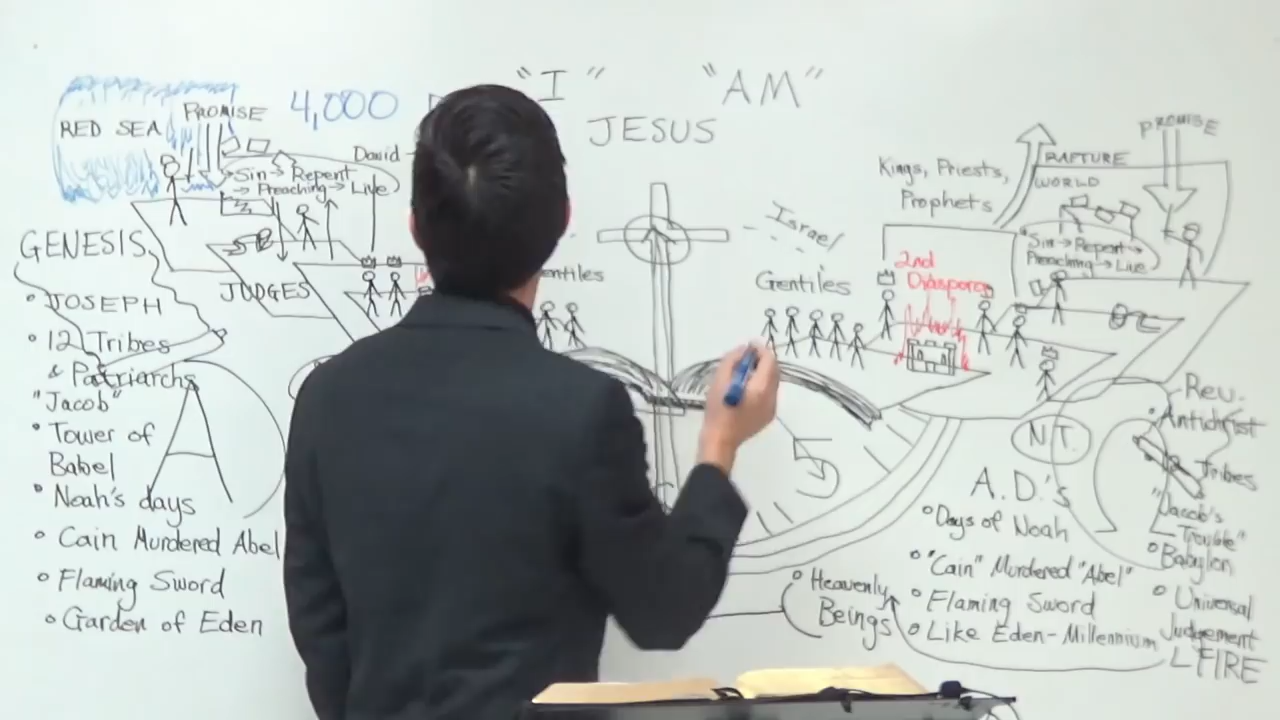 "I" "AM"
JESUS
RED SEA
PROMISE
4,000
David
Sin → Repent
→ Preaching → Live
GENESIS
JUDGES
• JOSEPH
• 12 Tribes
& Patriarchs
"Jacob"
• Tower of
Babel
• Noah's days
• Cain Murdered Abel
• Flaming Sword
• Garden of Eden
A
entiles
Israel
Gentiles
Kings, Priests,
Prophets
2nd
Diaspora
RAPTURE
WORLD
PROMISE
Sin → Repent →
Preaching → Live
N.T.
A.D.'s
• Days of Noah
• "Cain" Murdered "Abel"
• Flaming Sword
• Like Eden - Millennium
• Heavenly
Beings
Rev.
• Antichrist
Tribes
"Jacob's
Trouble"
• Babylon
• Universal
Judgement
FIRE